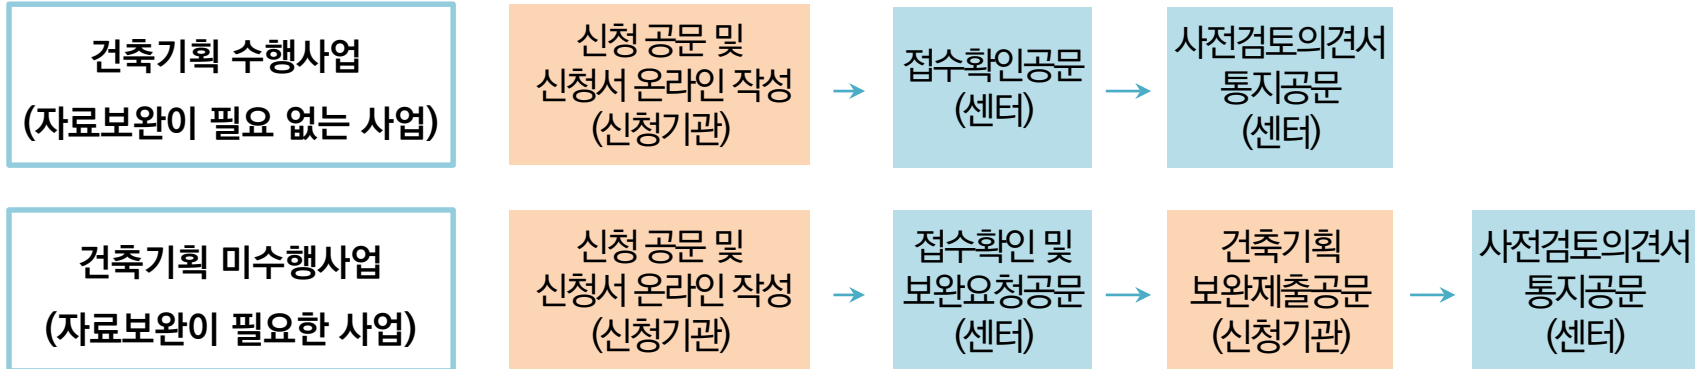 건축기획 수행사업
(자료보완이 필요 없는 사업)
신청 공문 및
신청서 온라인 작성
(신청기관)
접수확인공문
(센터)
사전검토의견서
통지공문
(센터)
건축기획 미수행사업
(자료보완이 필요한 사업)
신청 공문 및
신청서 온라인 작성
(신청기관)
접수확인 및
보완요청공문
(센터)
건축기획
보완제출공문
(신청기관)
사전검토의견서
통지공문
(센터)